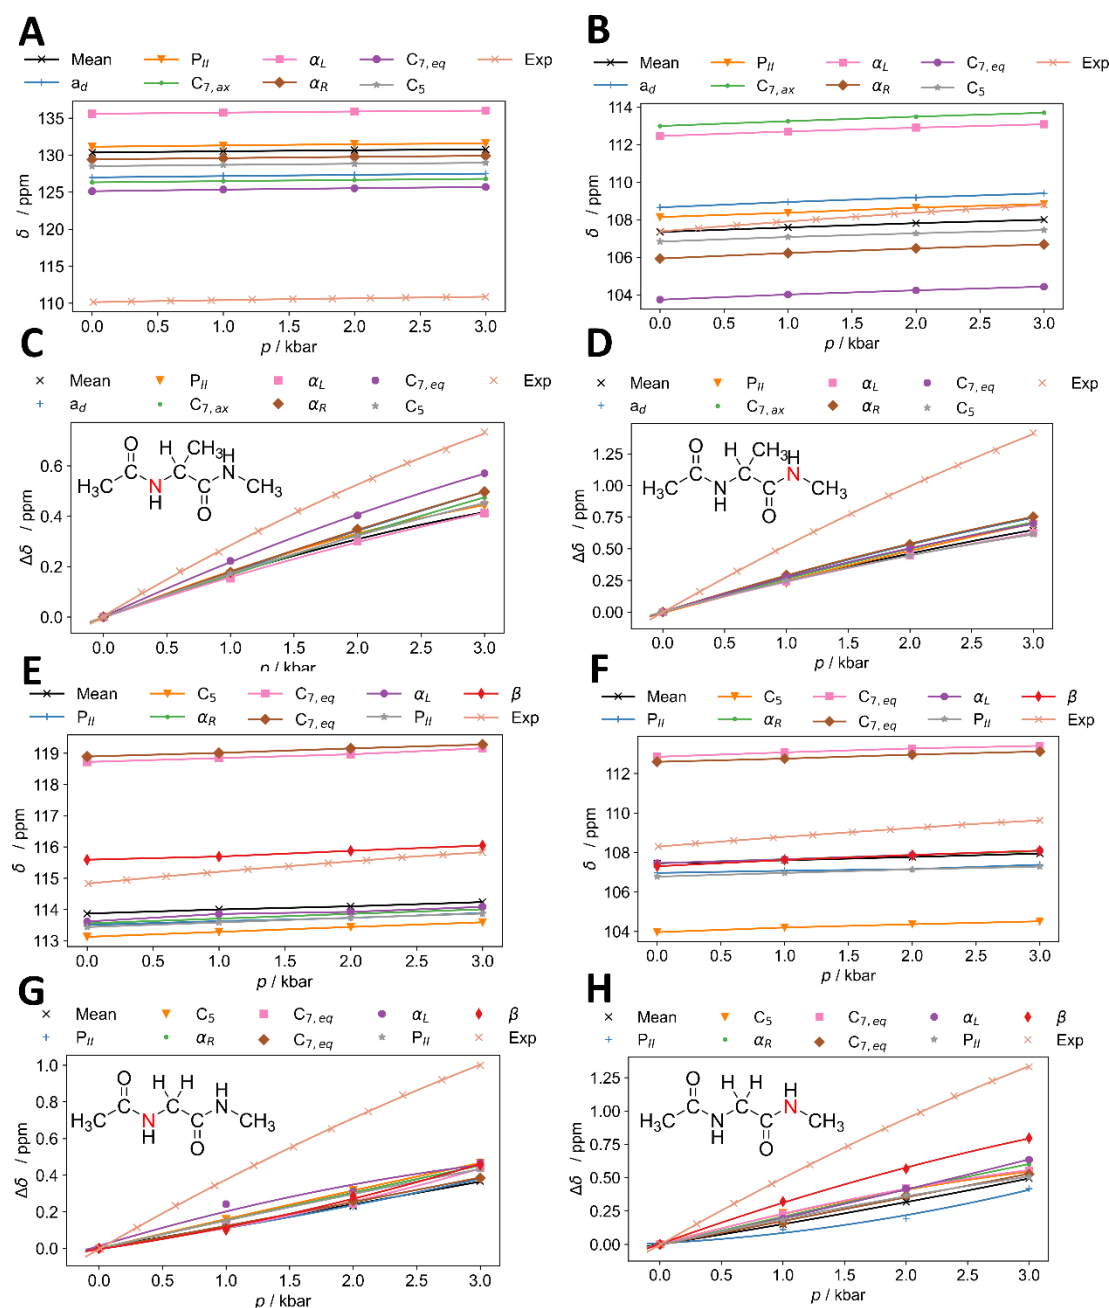 A
Mean P_II α_L C_7,eq Exp
a_d C_7,ax α_R C_5
δ / ppm
135
130
125
120
115
110
0.0 0.5 1.0 1.5 2.0 2.5 3.0
p / kbar
B
Mean P_II α_L C_7,eq Exp
a_d C_7,ax α_R C_5
δ / ppm
114
112
110
108
106
104
0.0 0.5 1.0 1.5 2.0 2.5 3.0
p / kbar
C
Mean P_II α_L C_7,eq Exp
a_d C_7,ax α_R C_5
Δδ / ppm
0.6
0.4
0.2
0.0
O H CH₃ H
H₃C C N C C N CH₃
H O
0.0 0.5 1.0 1.5 2.0 2.5 3.0
p / kbar
D
Mean P_II α_L C_7,eq Exp
a_d C_7,ax α_R C_5
Δδ / ppm
1.25
1.00
0.75
0.50
0.25
0.00
O H CH₃ H
H₃C C N C C N CH₃
H O
0.0 0.5 1.0 1.5 2.0 2.5 3.0
p / kbar
E
Mean C_5 C_7,eq α_L β
P_II α_R C_7,eq P_II Exp
δ / ppm
119
118
117
116
115
114
113
0.0 0.5 1.0 1.5 2.0 2.5 3.0
p / kbar
F
Mean C_5 C_7,eq α_L β
P_II α_R C_7,eq P_II Exp
δ / ppm
112
110
108
106
104
0.0 0.5 1.0 1.5 2.0 2.5 3.0
p / kbar
G
Mean C_5 C_7,eq α_L β
P_II α_R C_7,eq P_II Exp
Δδ / ppm
1.0
0.8
0.6
0.4
0.2
0.0
O H H H
H₃C C N C C N CH₃
H O
0.0 0.5 1.0 1.5 2.0 2.5 3.0
p / kbar
H
Mean C_5 C_7,eq α_L β
P_II α_R C_7,eq P_II Exp
Δδ / ppm
1.25
1.00
0.75
0.50
0.25
0.00
O H H H
H₃C C N C C N CH₃
H O
0.0 0.5 1.0 1.5 2.0 2.5 3.0
p / kbar